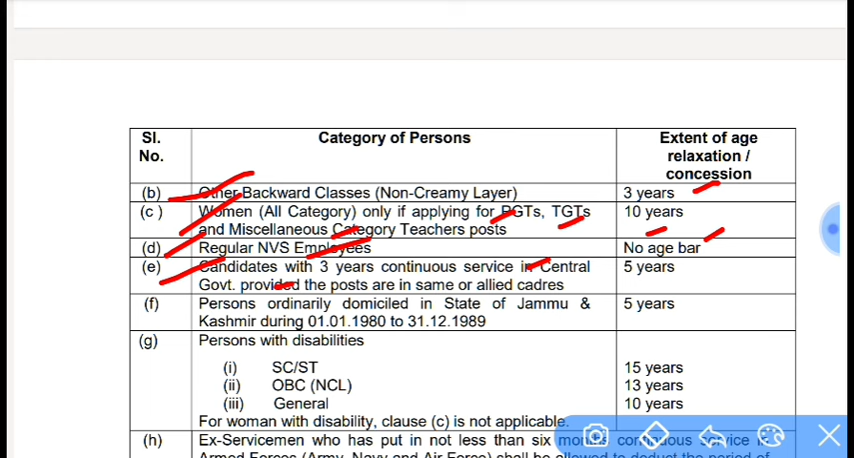 Sl. No. Category of Persons Extent of age relaxation / concession
(b) Other Backward Classes (Non-Creamy Layer) 3 years
(c ) Women (All Category) only if applying for PGTs, TGTs 10 years
and Miscellaneous Category Teachers posts
(d) Regular NVS Employees No age bar
(e) Candidates with 3 years continuous service in Central 5 years
Govt. provided the posts are in same or allied cadres
(f) Persons ordinarily domiciled in State of Jammu & 5 years
Kashmir during 01.01.1980 to 31.12.1989
(g) Persons with disabilities
(i) SC/ST 15 years
(ii) OBC (NCL) 13 years
(iii) General 10 years
For woman with disability, clause (c) is not applicable.
(h) Ex-Servicemen who has put in not less than six months continuous service in
Armed Forces (Army, Navy and Air Force) shall be allowed to deduct the period of